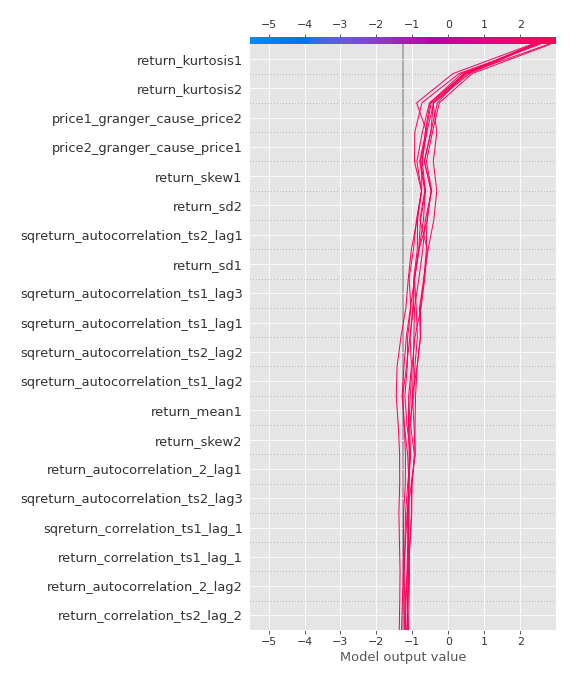 −5 −4 −3 −2 −1 0 1 2
return_kurtosis1
return_kurtosis2
price1_granger_cause_price2
price2_granger_cause_price1
return_skew1
return_sd2
sqreturn_autocorrelation_ts2_lag1
return_sd1
sqreturn_autocorrelation_ts1_lag3
sqreturn_autocorrelation_ts1_lag1
sqreturn_autocorrelation_ts2_lag2
sqreturn_autocorrelation_ts1_lag2
return_mean1
return_skew2
return_autocorrelation_2_lag1
sqreturn_autocorrelation_ts2_lag3
sqreturn_correlation_ts1_lag_1
return_correlation_ts1_lag_1
return_autocorrelation_2_lag2
return_correlation_ts2_lag_2
−5 −4 −3 −2 −1 0 1 2
Model output value